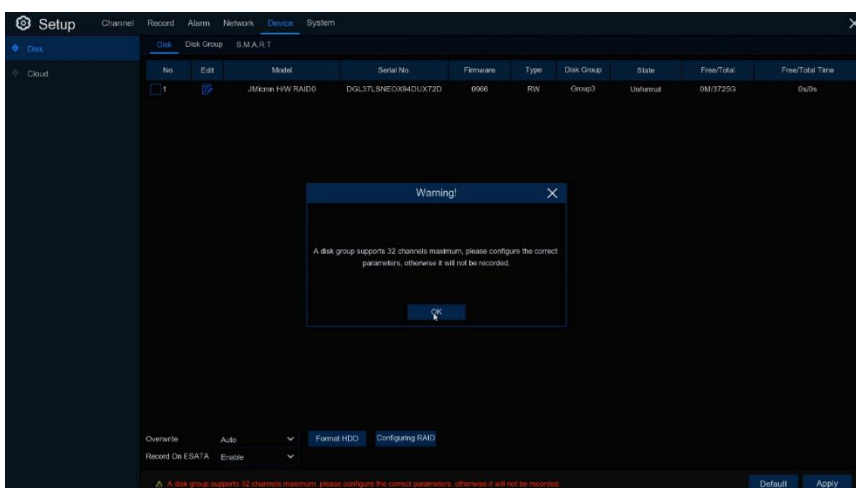 Setup Channel Record Alarm Network Device System
Disk Disk Disk Group S.M.A.R.T
Cloud
No. Edit Model Serial No. Firmware Type Disk Group State Free/Total Free/Total Time
1 JMicron H/W RAID0 DGL37LSNEOX94DUX72D 0966 RW Group3 Unformat 0M/3725G 0s/0s
Warning!
A disk group supports 32 channels maximum, please configure the correct
parameters, otherwise it will not be recorded.
OK
Overwrite Auto Format HDD Configuring RAID
Record On ESATA Enable
A disk group supports 32 channels maximum, please configure the correct parameters, otherwise it will not be recorded.
Default Apply